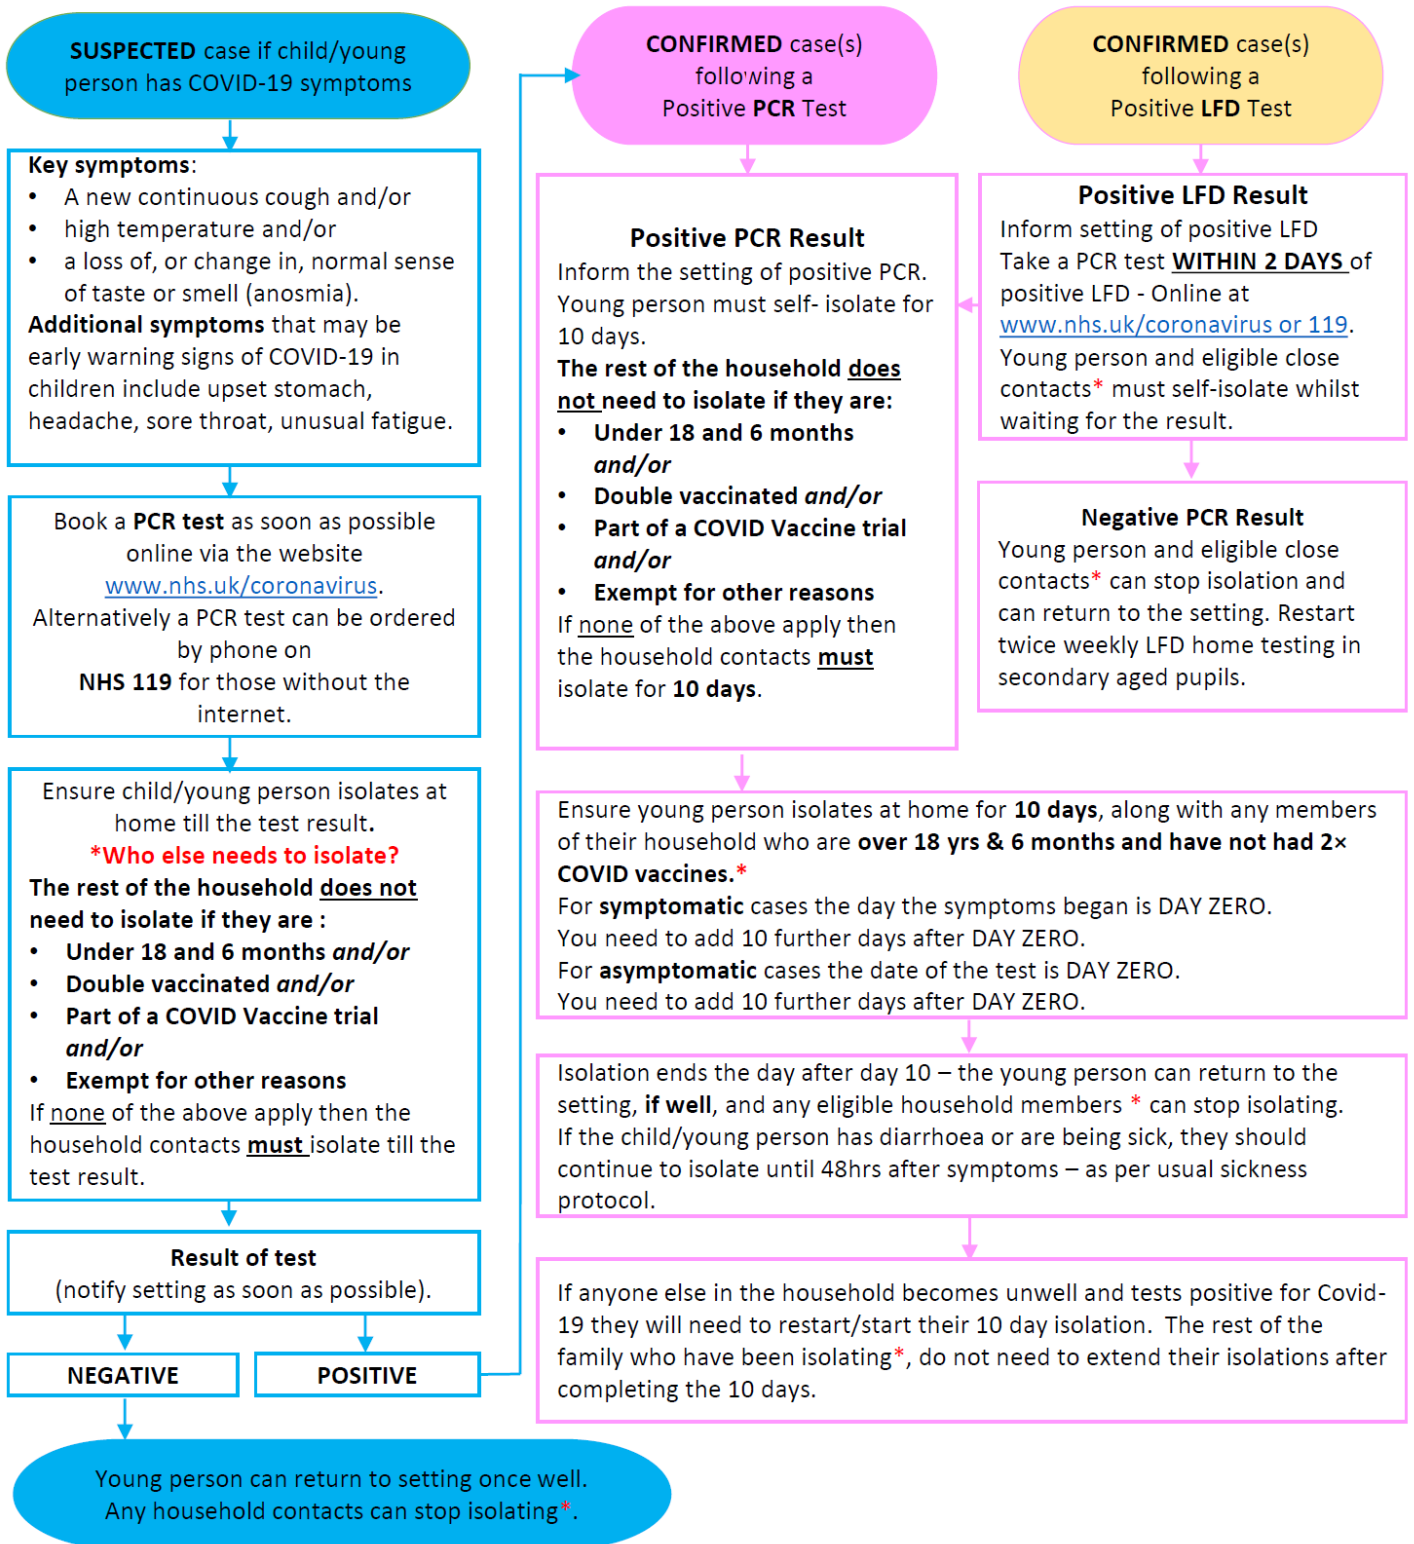 SUSPECTED case if child/young
person has COVID-19 symptoms
Key symptoms:
• A new continuous cough and/or
• high temperature and/or
• a loss of, or change in, normal sense
of taste or smell (anosmia).
Additional symptoms that may be
early warning signs of COVID-19 in
children include upset stomach,
headache, sore throat, unusual fatigue.
Book a PCR test as soon as possible
online via the website
www.nhs.uk/coronavirus.
Alternatively a PCR test can be ordered
by phone on
NHS 119 for those without the
internet.
Ensure child/young person isolates at
home till the test result.
*Who else needs to isolate?
The rest of the household does not
need to isolate if they are :
• Under 18 and 6 months and/or
• Double vaccinated and/or
• Part of a COVID Vaccine trial
and/or
• Exempt for other reasons
If none of the above apply then the
household contacts must isolate till the
test result.
Result of test
(notify setting as soon as possible).
NEGATIVE
POSITIVE
Young person can return to setting once well.
Any household contacts can stop isolating*.
CONFIRMED case(s)
following a
Positive PCR Test
Positive PCR Result
Inform the setting of positive PCR.
Young person must self- isolate for
10 days.
The rest of the household does
not need to isolate if they are:
• Under 18 and 6 months
and/or
• Double vaccinated and/or
• Part of a COVID Vaccine trial
and/or
• Exempt for other reasons
If none of the above apply then
the household contacts must
isolate for 10 days.
CONFIRMED case(s)
following a
Positive LFD Test
Positive LFD Result
Inform setting of positive LFD
Take a PCR test WITHIN 2 DAYS of
positive LFD - Online at
www.nhs.uk/coronavirus or 119.
Young person and eligible close
contacts* must self-isolate whilst
waiting for the result.
Negative PCR Result
Young person and eligible close
contacts* can stop isolation and
can return to the setting. Restart
twice weekly LFD home testing in
secondary aged pupils.
Ensure young person isolates at home for 10 days, along with any members
of their household who are over 18 yrs & 6 months and have not had 2×
COVID vaccines.*
For symptomatic cases the day the symptoms began is DAY ZERO.
You need to add 10 further days after DAY ZERO.
For asymptomatic cases the date of the test is DAY ZERO.
You need to add 10 further days after DAY ZERO.
Isolation ends the day after day 10 – the young person can return to the
setting, if well, and any eligible household members * can stop isolating.
If the child/young person has diarrhoea or are being sick, they should
continue to isolate until 48hrs after symptoms – as per usual sickness
protocol.
If anyone else in the household becomes unwell and tests positive for Covid-
19 they will need to restart/start their 10 day isolation. The rest of the
family who have been isolating*, do not need to extend their isolations after
completing the 10 days.